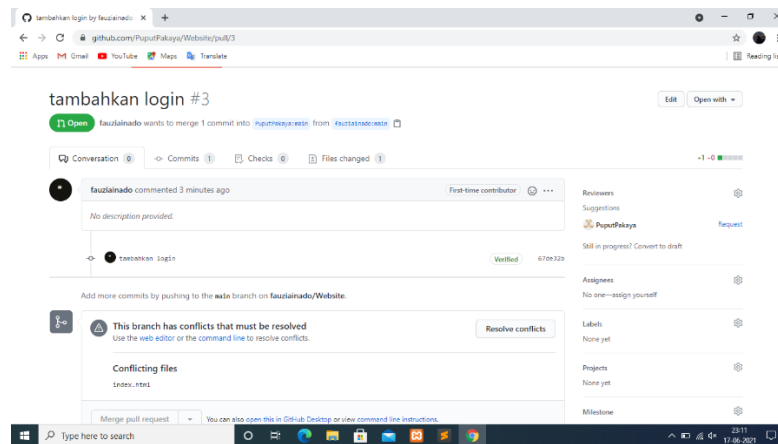 tambahkan login by fauziainado
github.com/PuputPakaya/Website/pull/3
Apps Gmail YouTube Maps Translate Reading lis
tambahkan login #3
Edit Open with
Open fauziainado wants to merge 1 commit into PuputPakaya:main from fauziainado:main
Conversation 0 Commits 1 Checks 0 Files changed 1 +1 −0
fauziainado commented 3 minutes ago First-time contributor
No description provided.
tambahkan login Verified 67de32b
Add more commits by pushing to the main branch on fauziainado/Website.
This branch has conflicts that must be resolved
Use the web editor or the command line to resolve conflicts.
Resolve conflicts
Conflicting files
index.html
Merge pull request You can also open this in GitHub Desktop or view command line instructions.
Reviewers
Suggestions
PuputPakaya Request
Still in progress? Convert to draft
Assignees
No one—assign yourself
Labels
None yet
Projects
None yet
Milestone
Type here to search
23:11
17-06-2021